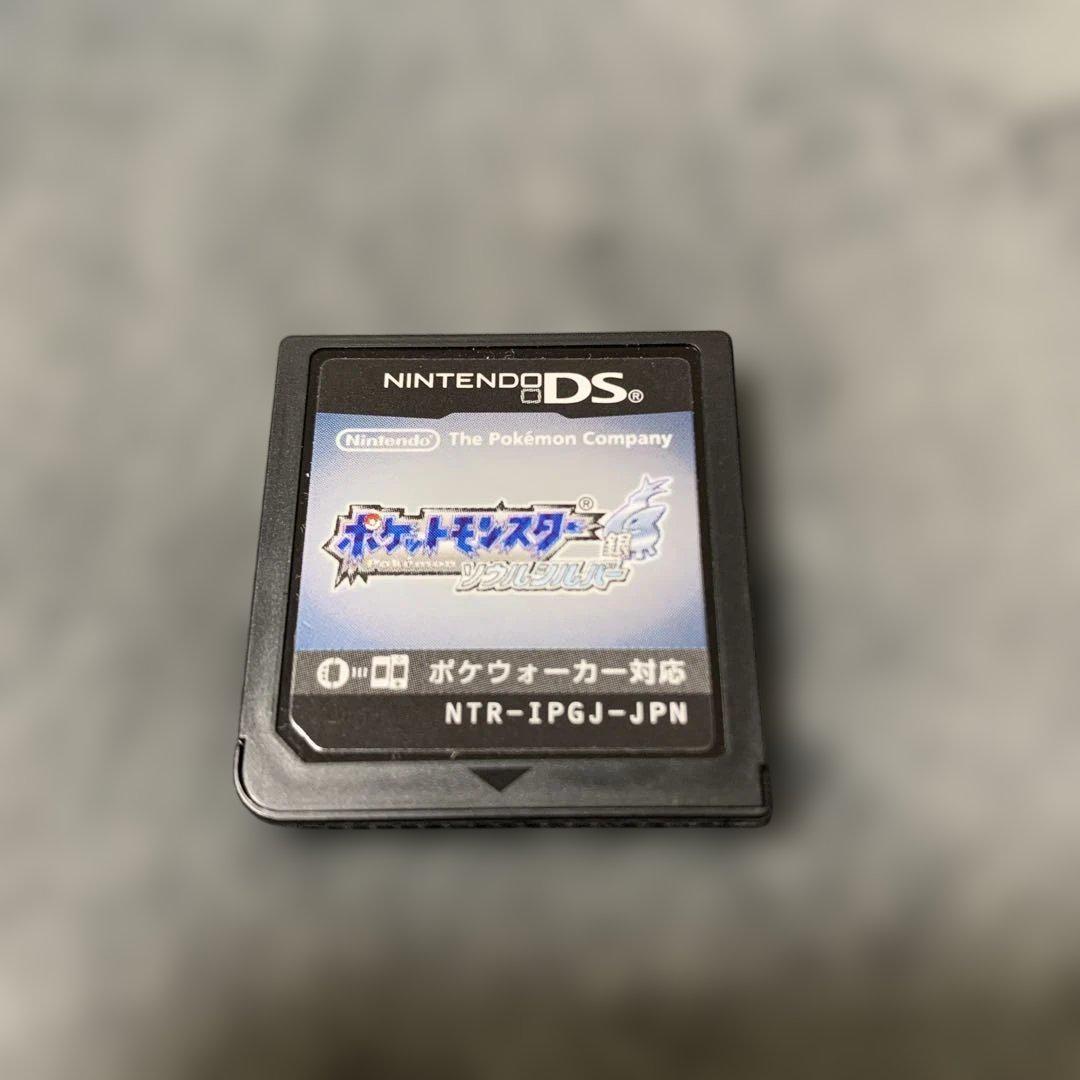 NINTENDO DS®
Nintendo® The Pokémon Company
ポケットモンスター®
Pokémon
銀
ソウルシルバー
ポケウォーカー対応
NTR-IPGJ-JPN